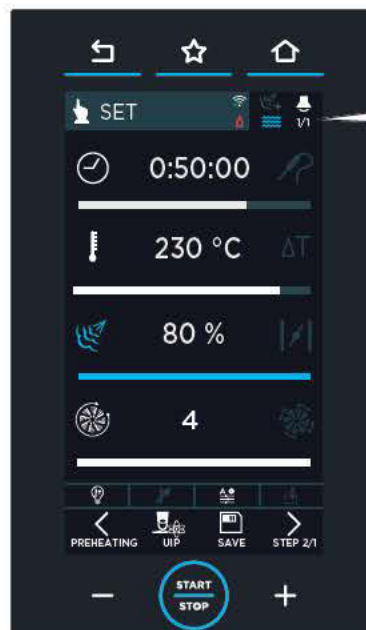 SET
1/1
0:50:00
230 °C
ΔT
80 %
4
PREHEATING UIP SAVE STEP 2/1
START
STOP